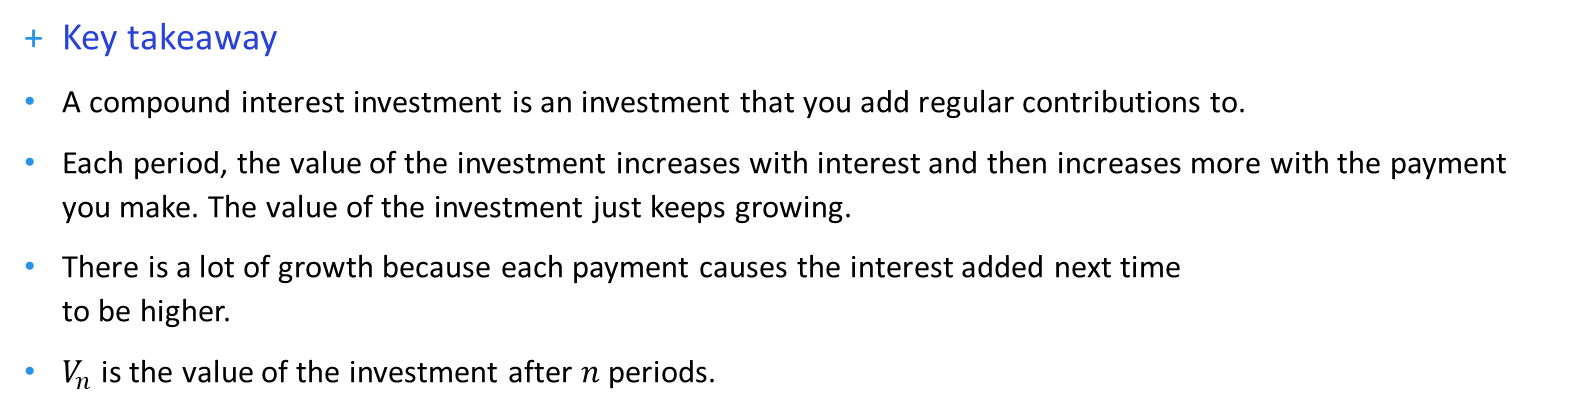 + Key takeaway
• A compound interest investment is an investment that you add regular contributions to.
• Each period, the value of the investment increases with interest and then increases more with the payment
you make. The value of the investment just keeps growing.
• There is a lot of growth because each payment causes the interest added next time
to be higher.
• Vₙ is the value of the investment after n periods.